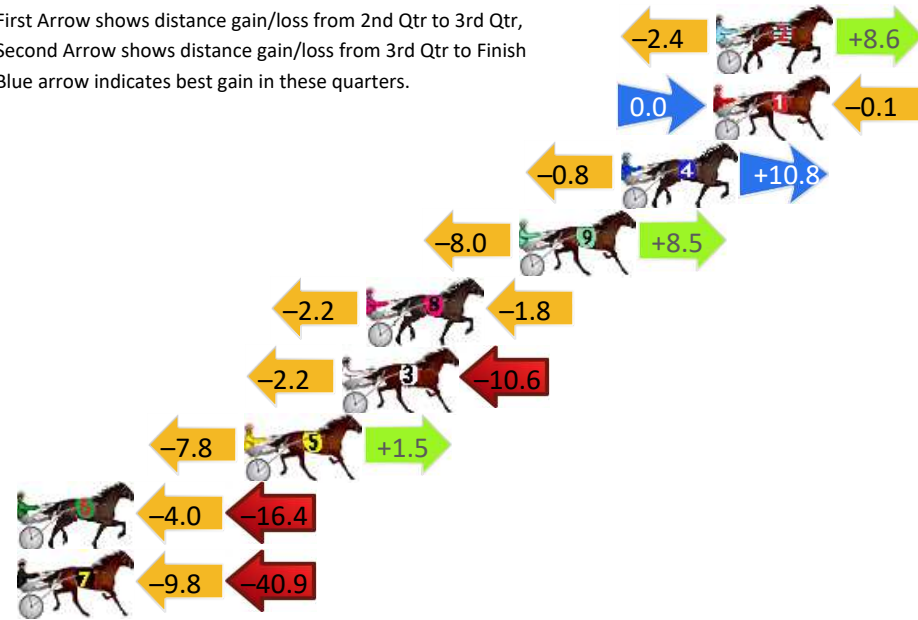 First Arrow shows distance gain/loss from 2nd Qtr to 3rd Qtr,
Second Arrow shows distance gain/loss from 3rd Qtr to Finish
Blue arrow indicates best gain in these quarters.
–2.4 2 +8.6
0.0 1 –0.1
–0.8 4 +10.8
–8.0 9 +8.5
–2.2 8 –1.8
–2.2 3 –10.6
–7.8 5 +1.5
6 –4.0 –16.4
7 –9.8 –40.9